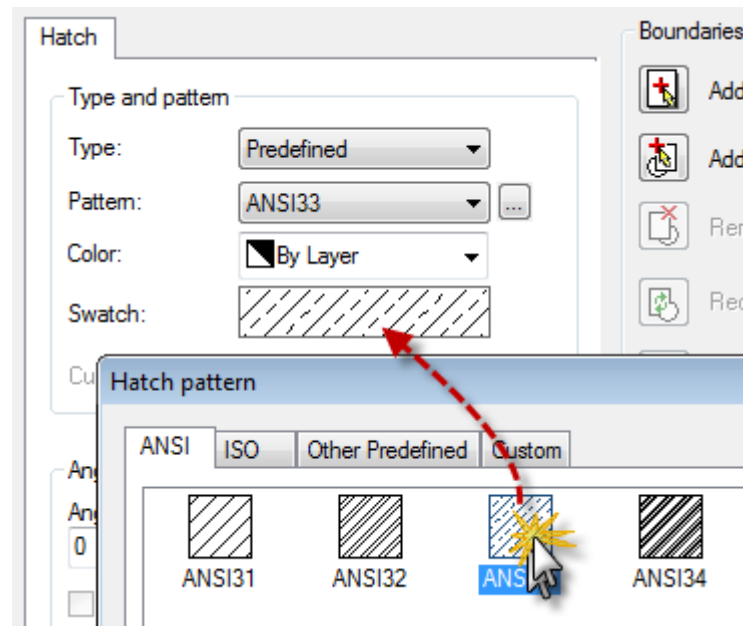 Hatch
Boundaries
Type and pattern
Add
Type:
Predefined
Add
Pattern:
ANSI33
...
Color:
By Layer
Swatch:
Hatch pattern
ANSI
ISO
Other Predefined
Custom
0
ANSI31
ANSI32
ANSI34